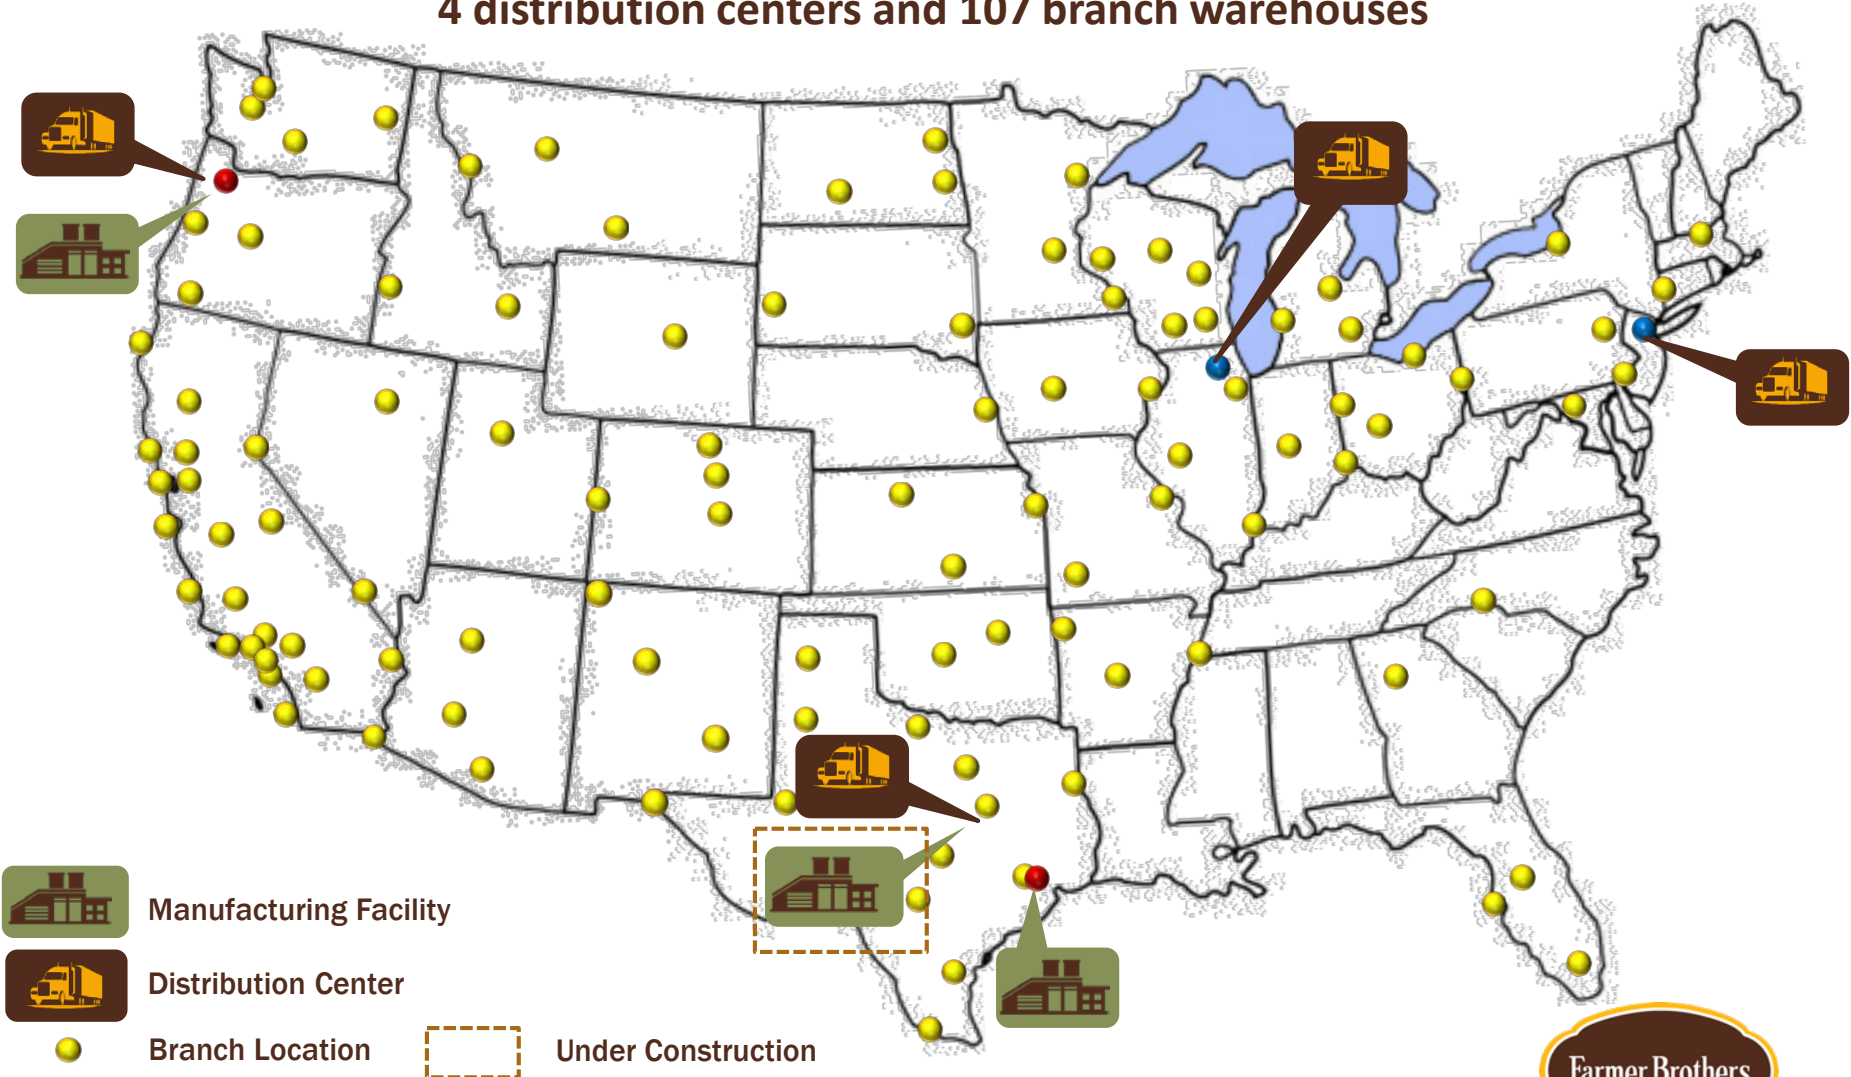 4 distribution centers and 107 branch warehouses
Manufacturing Facility
Distribution Center
Branch Location
Under Construction
Farmer Brothers